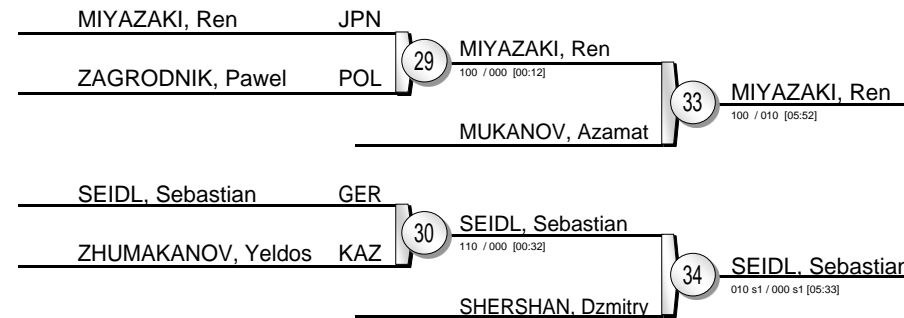 MIYAZAKI, Ren JPN
ZAGRODNIK, Pawel POL
29
MIYAZAKI, Ren
100 / 000 [00:12]
MUKANOV, Azamat
33
MIYAZAKI, Ren
100 / 010 [05:52]
SEIDL, Sebastian GER
ZHUMAKANOV, Yeldos KAZ
30
SEIDL, Sebastian
110 / 000 [00:32]
SHERSHAN, Dzmitry
34
SEIDL, Sebastian
010 s1 / 000 s1 [05:33]